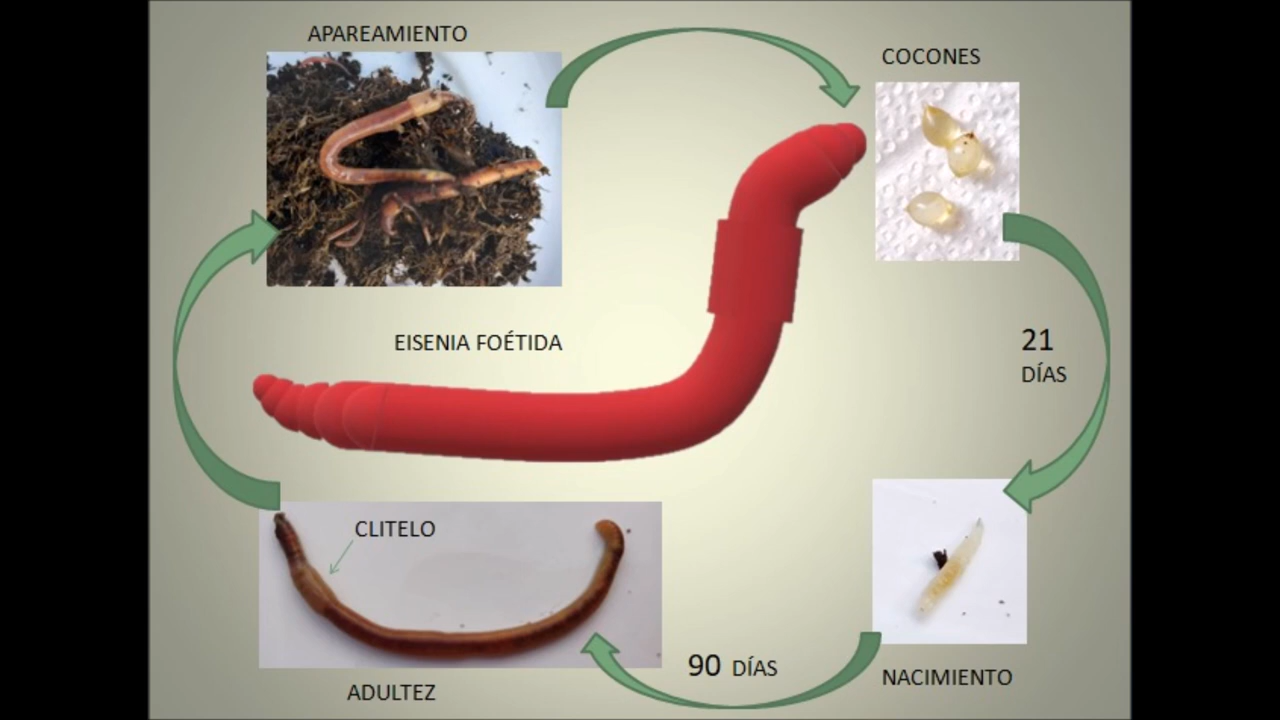 APAREAMIENTO
COCONES
EISENIA FOÉTIDA
21
DÍAS
CLITELO
90 DÍAS
NACIMIENTO
ADULTEZ